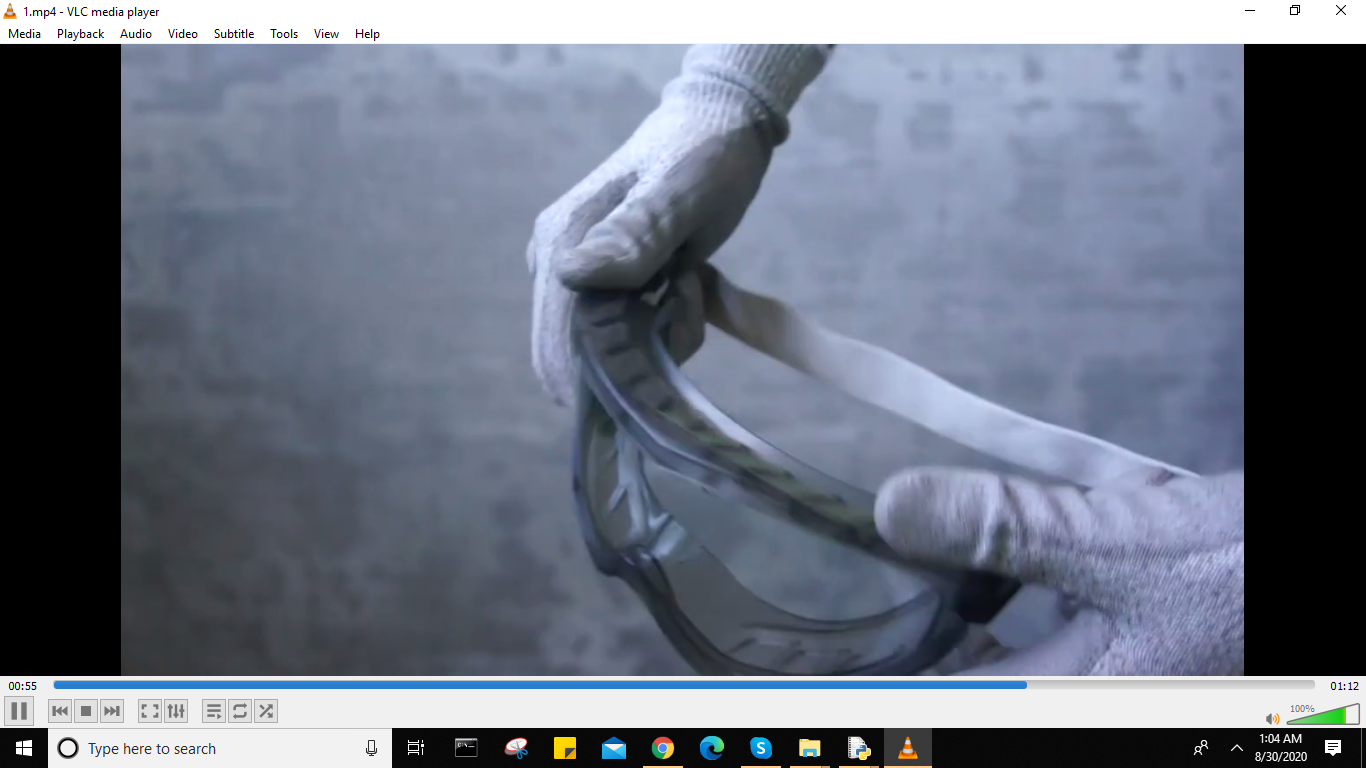 1.mp4 - VLC media player
Media Playback Audio Video Subtitle Tools View Help
00:55
01:12
100%
Type here to search
1:04 AM
8/30/2020